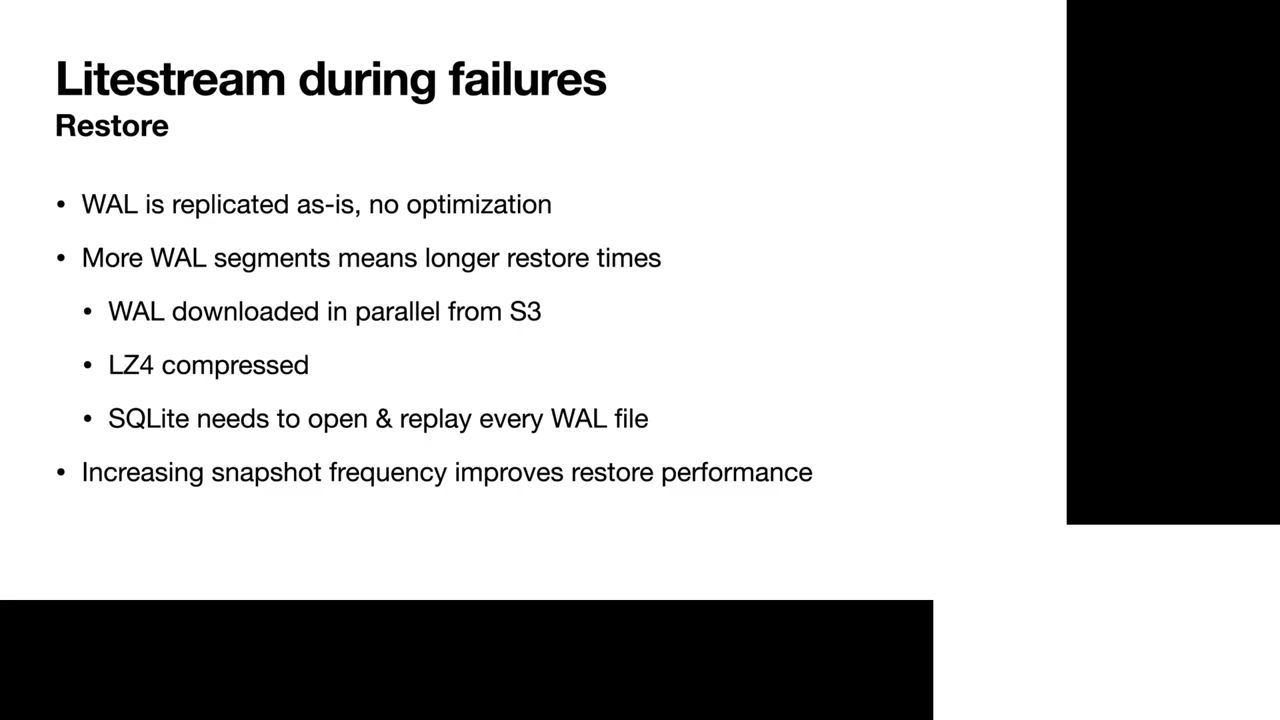 Litestream during failures
Restore
• WAL is replicated as-is, no optimization
• More WAL segments means longer restore times
• WAL downloaded in parallel from S3
• LZ4 compressed
• SQLite needs to open & replay every WAL file
• Increasing snapshot frequency improves restore performance